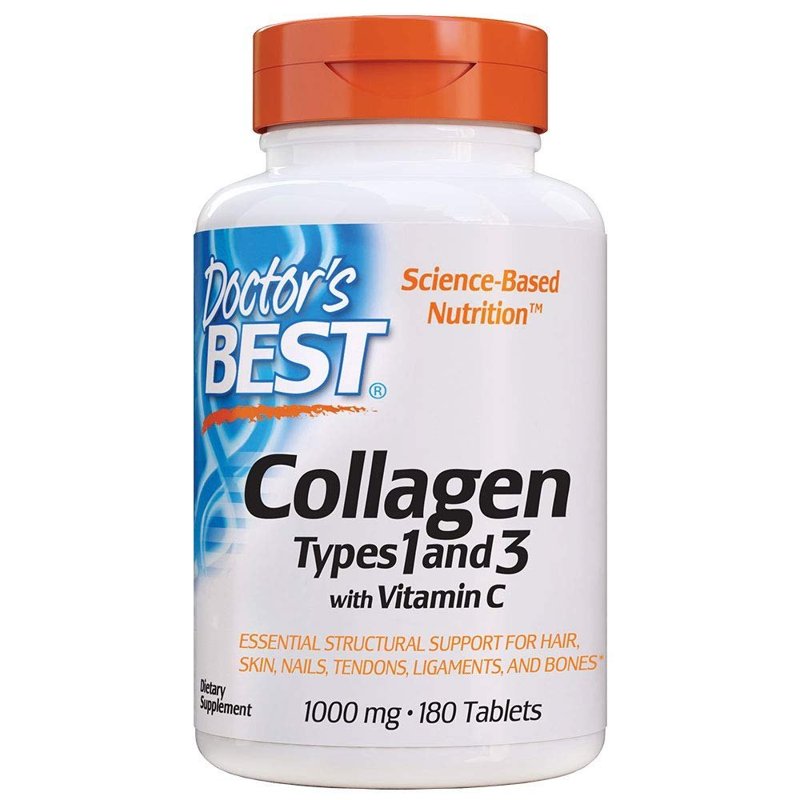 Doctor's
BEST®
Science-Based
Nutrition™
Collagen
Types 1 and 3
with Vitamin C
ESSENTIAL STRUCTURAL SUPPORT FOR HAIR,
SKIN, NAILS, TENDONS, LIGAMENTS, AND BONES*
Dietary
Supplement
1000 mg • 180 Tablets